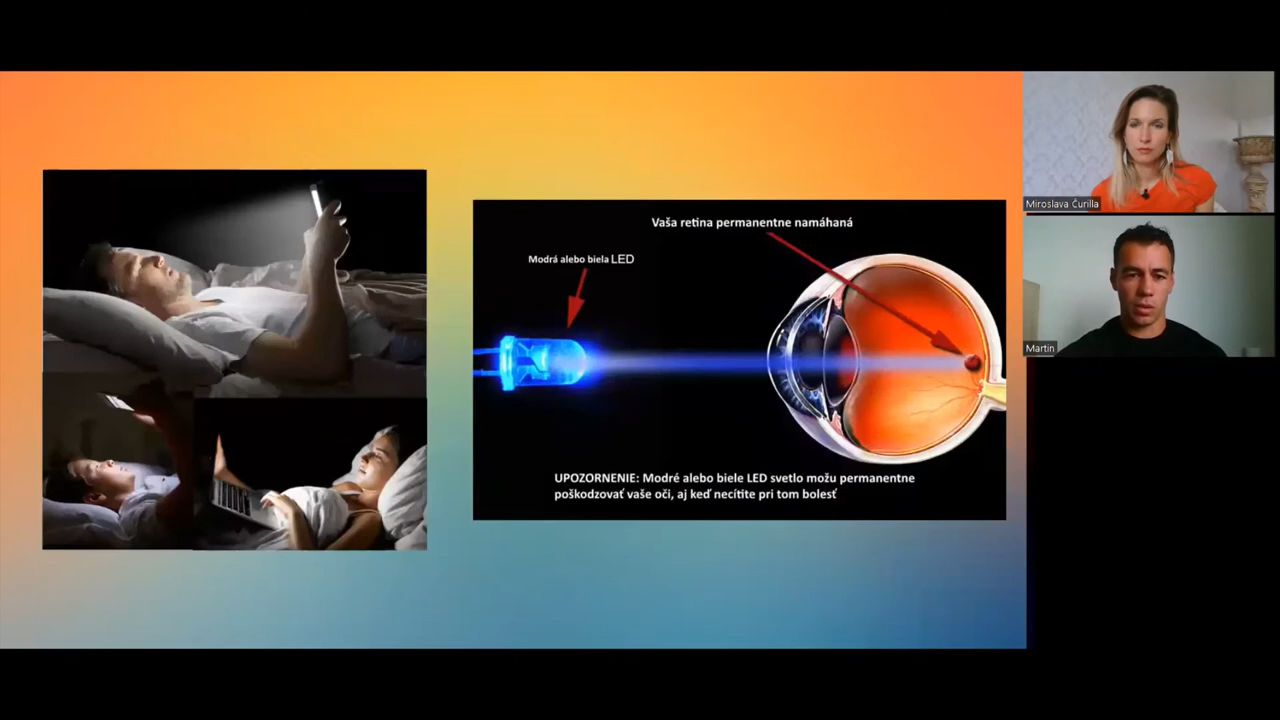 Vaša retina permanentne namáhaná
Modrá alebo biela LED
UPOZORNENIE: Modré alebo biele LED svetlo možu permanentne
poškodzovať vaše oči, aj keď necítite pri tom bolesť
Miroslava Čurilla
Martin